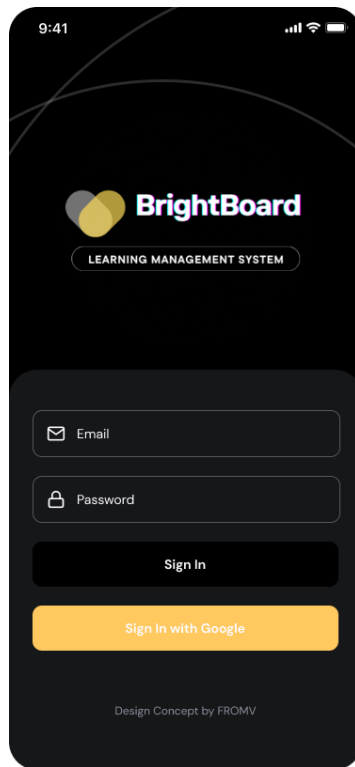 9:41
BrightBoard
LEARNING MANAGEMENT SYSTEM
Email
Password
Sign In
Sign In with Google
Design Concept by FROMV